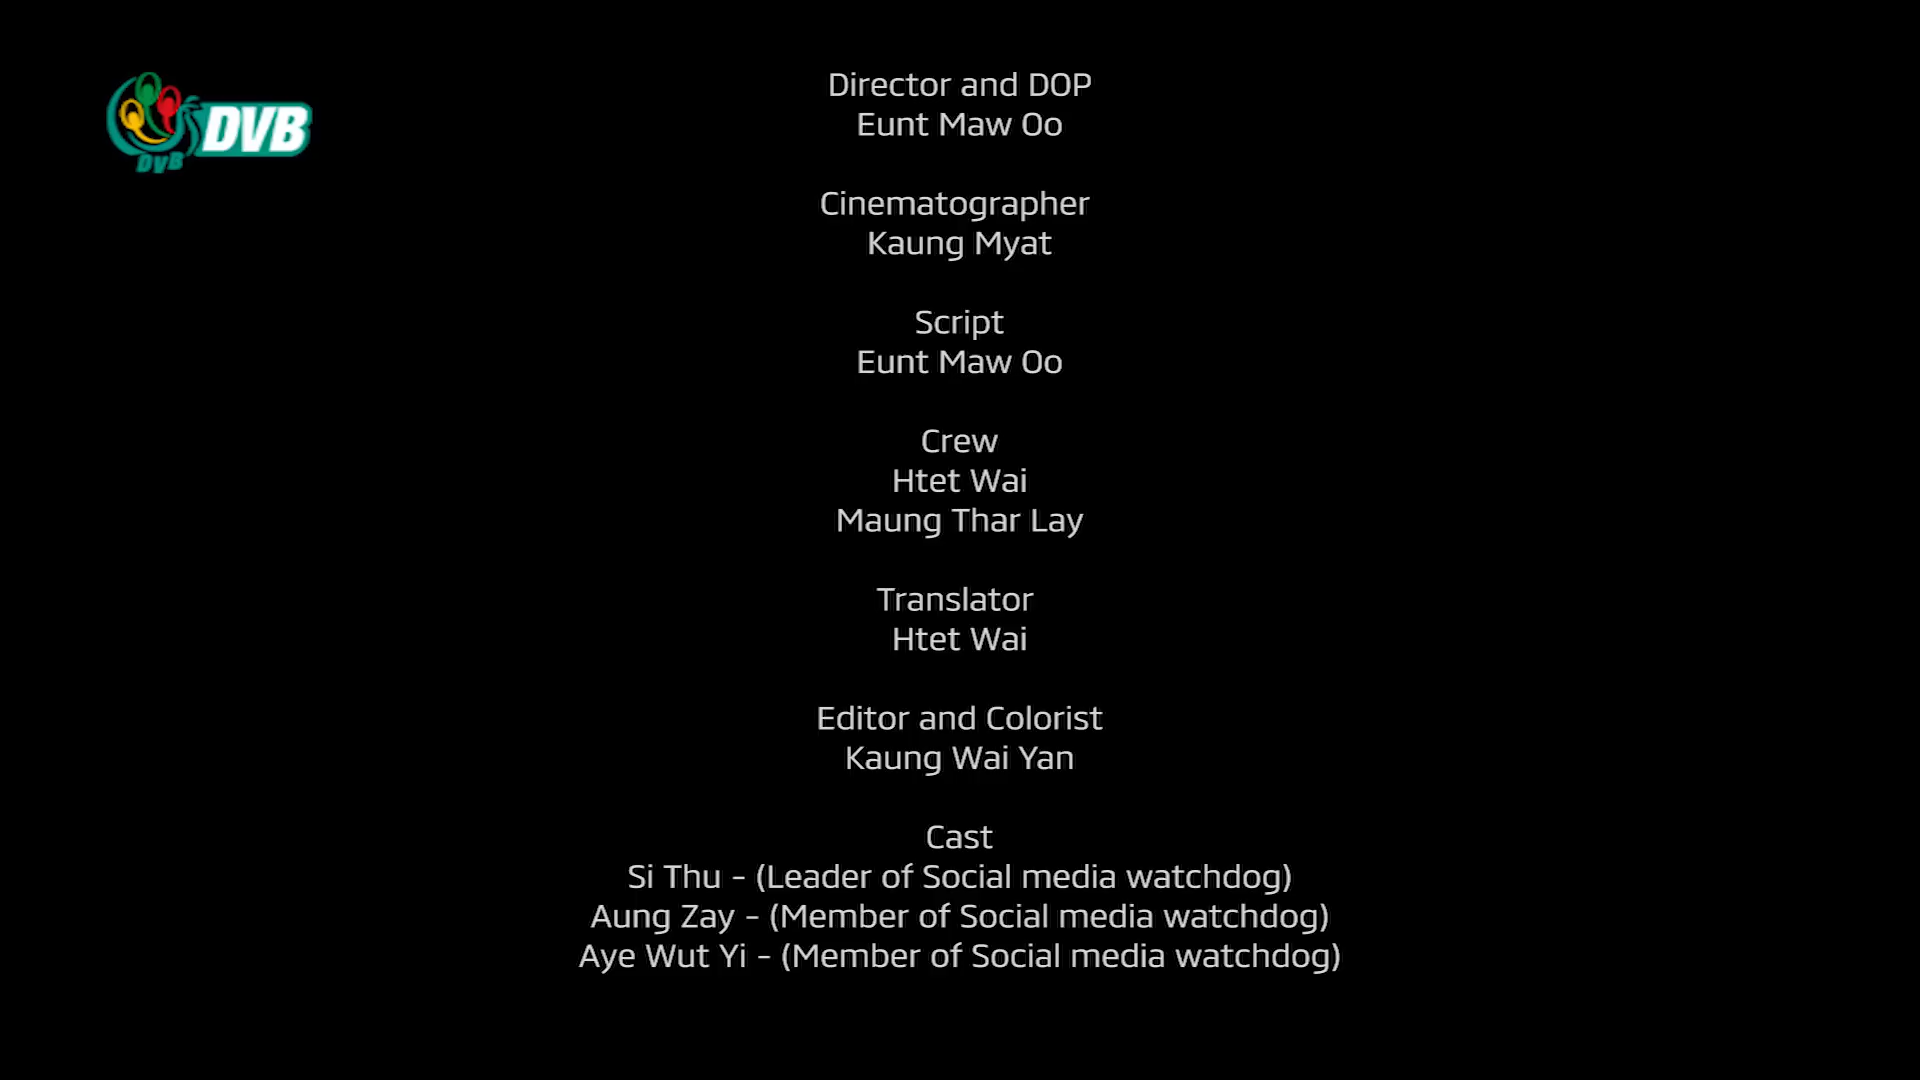 DVB
DVB
Director and DOP
Eunt Maw Oo
Cinematographer
Kaung Myat
Script
Eunt Maw Oo
Crew
Htet Wai
Maung Thar Lay
Translator
Htet Wai
Editor and Colorist
Kaung Wai Yan
Cast
Si Thu - (Leader of Social media watchdog)
Aung Zay - (Member of Social media watchdog)
Aye Wut Yi - (Member of Social media watchdog)